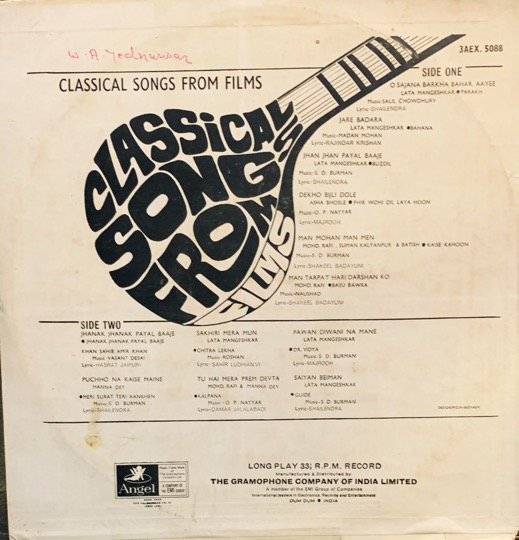 W. A. Jednuwar
3AEX. 5088
CLASSICAL SONGS FROM FILMS
CLASSICAL
SONGS
FROM
FILMS
SIDE ONE
O SAJANA BARKHA BAHAR AAYEE
LATA MANGESHKAR ● PARAKH
Music-SALIL CHOWDHURY
Lyric-SHAILENDRA
JARE BADARA
LATA MANGESHKAR ● BAHANA
Music-MADAN MOHAN
Lyric-RAJINDAR KRISHAN
JHAN JHAN PAYAL BAAJE
LATA MANGESHKAR ● BUZDIL
Music-S. D. BURMAN
Lyric-SHAILENDRA
DEKHO BIJLI DOLE
ASHA BHOSLE ● PHIR WOHI DIL LAYA HOON
Music-O. P. NAYYAR
Lyric-MAJROOH
MAN MOHAN MAN MEN
MOHD. RAFI, SUMAN KALYANPUR & BATISH ● KAISE KAHOON
Music-S. D. BURMAN
Lyric-SHAKEEL BADAYUNI
MAN TARPAT HARI DARSHAN KO
MOHD. RAFI ● BAIJU BAWRA
Music-NAUSHAD
Lyric-SHAKEEL BADAYUNI
SIDE TWO
JHANAK JHANAK PAYAL BAAJE
● JHANAK JHANAK PAYAL BAAJE
KHAN SAHIB AMIR KHAN
Music-VASANT DESAI
Lyric-HASRAT JAIPURI
PUCHHO NA KAISE MAINE
MANNA DEY
● MERI SURAT TERI AANKHEN
Music-S. D. BURMAN
Lyric-SHAILENDRA
SAKHIRI MERA MUN
LATA MANGESHKAR
● CHITRA LEKHA
Music-ROSHAN
Lyric-SAHIR LUDHIANVI
TU HAI MERA PREM DEVTA
MOHD RAFI & MANNA DEY
● KALPANA
Music-O. P. NAYYAR
Lyric-QAMAR JALALABADI
PAWAN DIWANI NA MANE
LATA MANGESHKAR
● DR. VIDYA
Music-S. D. BURMAN
Lyric-MAJROOH
SAIYAN BEIMAN
LATA MANGESHKAR
● GUIDE
Music-S. D. BURMAN
Lyric-SHAILENDRA
Angel
A COMPANY OF
THE EMI GROUP
LONG PLAY 33⅓ R.P.M. RECORD
Manufactured & Distributed by
THE GRAMOPHONE COMPANY OF INDIA LIMITED
A member of the EMI Group of Companies
International leaders in Electronics, Records and Entertainment
DUM DUM ● INDIA